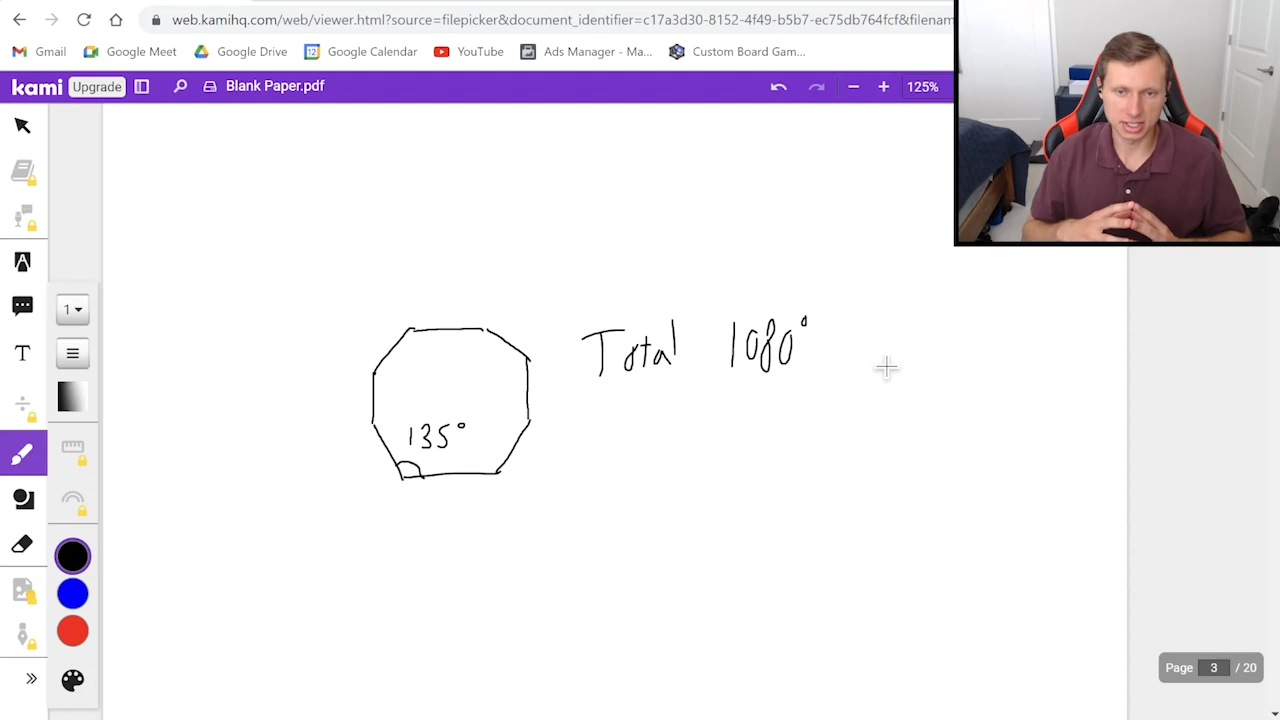 web.kamihq.com/web/viewer.html?source=filepicker&document_identifier=c17a3d30-8152-4f49-b5b7-ec75db764fcf&filenam
Gmail Google Meet Google Drive 12 Google Calendar YouTube Ads Manager - Ma... Custom Board Gam...
kami Upgrade Blank Paper.pdf 125%
1
T
Total 1080°
135°
Page 3 / 20